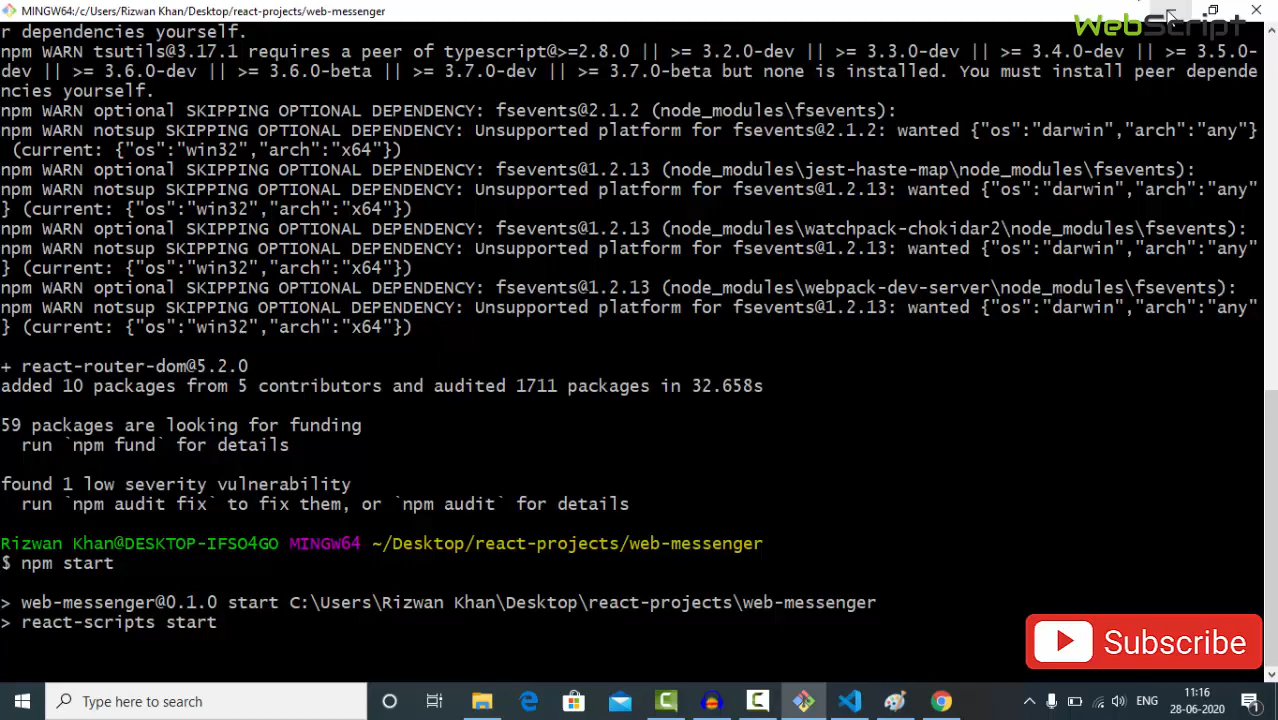 MINGW64:/c/Users/Rizwan Khan/Desktop/react-projects/web-messenger
WebScript
r dependencies yourself.
npm WARN tsutils@3.17.1 requires a peer of typescript@>=2.8.0 || >= 3.2.0-dev || >= 3.3.0-dev || >= 3.4.0-dev || >= 3.5.0-
dev || >= 3.6.0-dev || >= 3.6.0-beta || >= 3.7.0-dev || >= 3.7.0-beta but none is installed. You must install peer depende
ncies yourself.
npm WARN optional SKIPPING OPTIONAL DEPENDENCY: fsevents@2.1.2 (node_modules\fsevents):
npm WARN notsup SKIPPING OPTIONAL DEPENDENCY: Unsupported platform for fsevents@2.1.2: wanted {"os":"darwin","arch":"any"}
 (current: {"os":"win32","arch":"x64"})
npm WARN optional SKIPPING OPTIONAL DEPENDENCY: fsevents@1.2.13 (node_modules\jest-haste-map\node_modules\fsevents):
npm WARN notsup SKIPPING OPTIONAL DEPENDENCY: Unsupported platform for fsevents@1.2.13: wanted {"os":"darwin","arch":"any"
} (current: {"os":"win32","arch":"x64"})
npm WARN optional SKIPPING OPTIONAL DEPENDENCY: fsevents@1.2.13 (node_modules\watchpack-chokidar2\node_modules\fsevents):
npm WARN notsup SKIPPING OPTIONAL DEPENDENCY: Unsupported platform for fsevents@1.2.13: wanted {"os":"darwin","arch":"any"
} (current: {"os":"win32","arch":"x64"})
npm WARN optional SKIPPING OPTIONAL DEPENDENCY: fsevents@1.2.13 (node_modules\webpack-dev-server\node_modules\fsevents):
npm WARN notsup SKIPPING OPTIONAL DEPENDENCY: Unsupported platform for fsevents@1.2.13: wanted {"os":"darwin","arch":"any"
} (current: {"os":"win32","arch":"x64"})
+ react-router-dom@5.2.0
added 10 packages from 5 contributors and audited 1711 packages in 32.658s
59 packages are looking for funding
  run `npm fund` for details
found 1 low severity vulnerability
  run `npm audit fix` to fix them, or `npm audit` for details
Rizwan Khan@DESKTOP-IFSO4GO MINGW64 ~/Desktop/react-projects/web-messenger
$ npm start
> web-messenger@0.1.0 start C:\Users\Rizwan Khan\Desktop\react-projects\web-messenger
> react-scripts start
Subscribe
Type here to search
ENG
11:16
28-06-2020
1